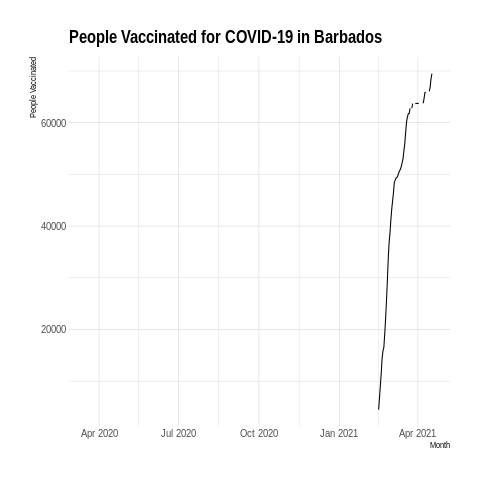 People Vaccinated for COVID-19 in Barbados
People Vaccinated
60000
40000
20000
Apr 2020 Jul 2020 Oct 2020 Jan 2021 Apr 2021
Month